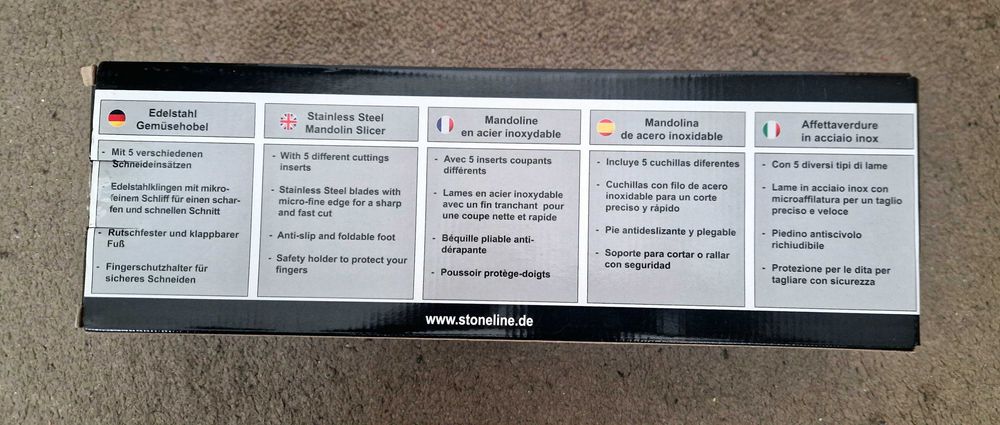 Edelstahl
Gemüsehobel
- Mit 5 verschiedenen
Schneideinsätzen
- Edelstahlklingen mit mikro-
feinem Schliff für einen schar-
fen und schnellen Schnitt
- Rutschfester und klappbarer
Fuß
- Fingerschutzhalter für
sicheres Schneiden
Stainless Steel
Mandolin Slicer
- With 5 different cuttings
inserts
- Stainless Steel blades with
micro-fine edge for a sharp
and fast cut
- Anti-slip and foldable foot
- Safety holder to protect your
fingers
Mandoline
en acier inoxydable
- Avec 5 inserts coupants
différents
- Lames en acier inoxydable
avec un fin tranchant pour
une coupe nette et rapide
- Béquille pliable anti-
dérapante
- Poussoir protège-doigts
Mandolina
de acero inoxidable
- Incluye 5 cuchillas diferentes
- Cuchillas con filo de acero
inoxidable para un corte
preciso y rápido
- Pie antideslizante y plegable
- Soporte para cortar o rallar
con seguridad
Affettaverdure
in acciaio inox
- Con 5 diversi tipi di lame
- Lame in acciaio inox con
microaffilatura per un taglio
preciso e veloce
- Piedino antiscivolo
richiudibile
- Protezione per le dita per
tagliare con sicurezza
www.stoneline.de